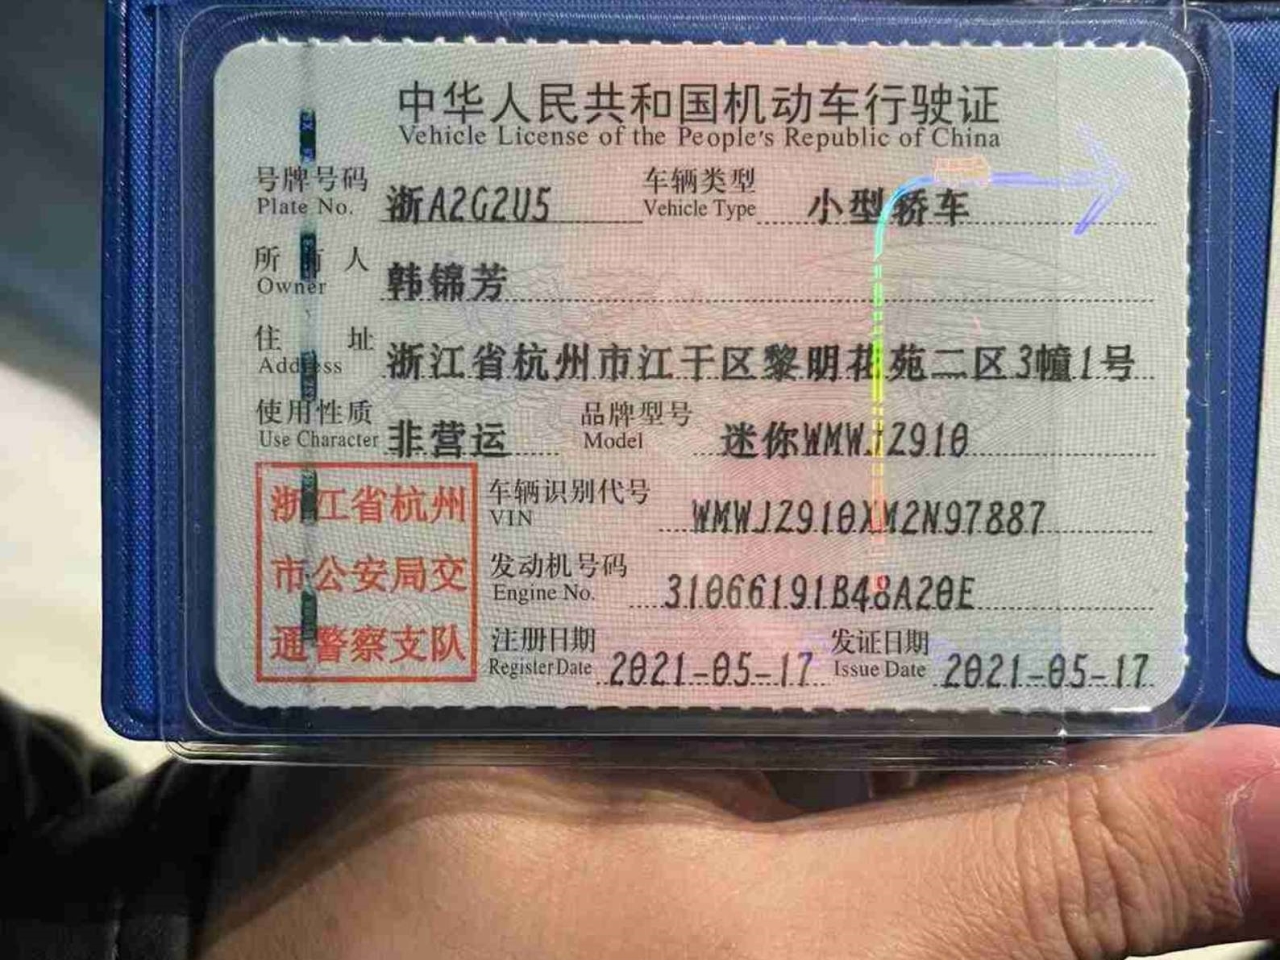 中华人民共和国机动车行驶证
Vehicle License of the People's Republic of China
号牌号码 浙A2G2U5 车辆类型 小型轿车
Plate No. Vehicle Type
所有人 韩锦芳
Owner
住址 浙江省杭州市江干区黎明花苑二区3幢1号
Address
使用性质 非营运 品牌型号 迷你WMWJZ910
Use Character Model
浙江省杭州
市公安局交
通警察支队
车辆识别代号 WMWJZ910XM2N97887
VIN
发动机号码 31066191B48A20E
Engine No.
注册日期 2021-05-17 发证日期 2021-05-17
Register Date Issue Date